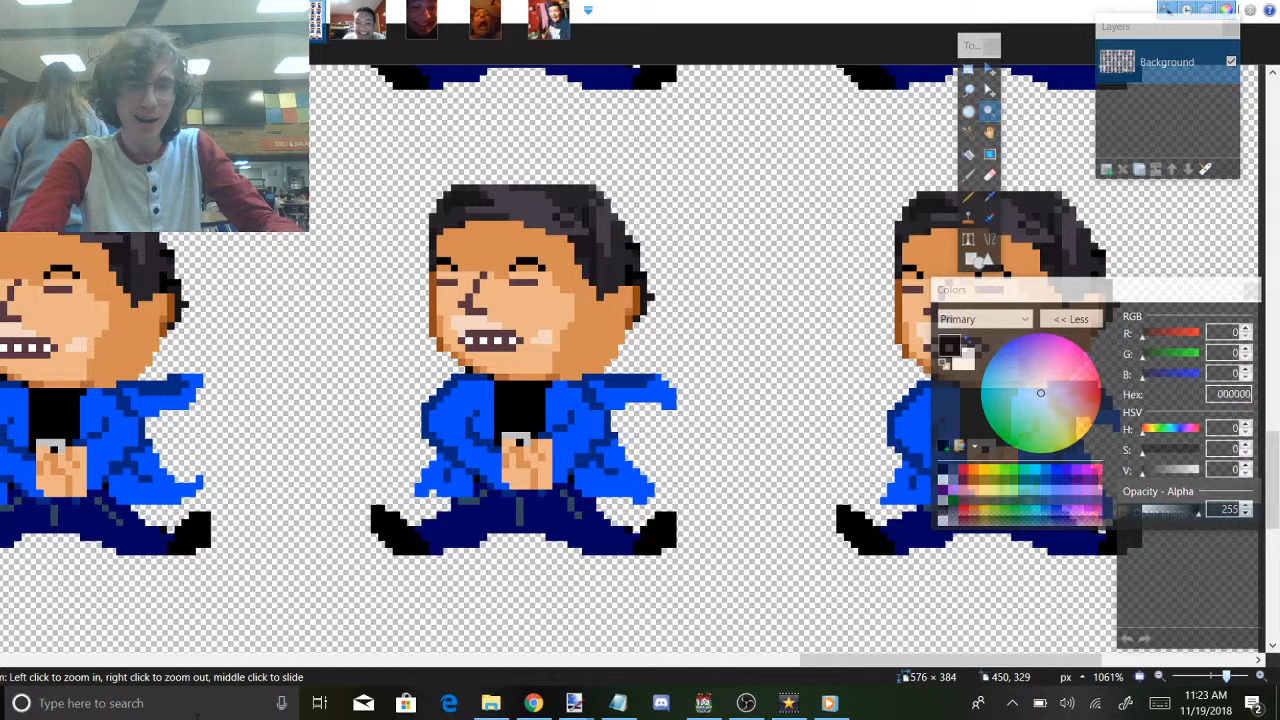 To...
Layers
Background
Colors
Primary
<< Less
RGB
R: 0
G: 0
B: 0
Hex: 000000
HSV
H: 0
S: 0
V: 0
Opacity - Alpha
255
n: Left click to zoom in, right click to zoom out, middle click to slide
576 × 384
450, 329
px
1061%
Type here to search
11:23 AM
11/19/2018
2